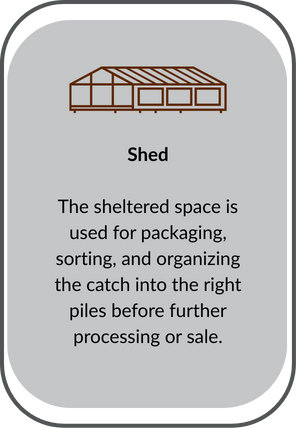 Shed
The sheltered space is
used for packaging,
sorting, and organizing
the catch into the right
piles before further
processing or sale.